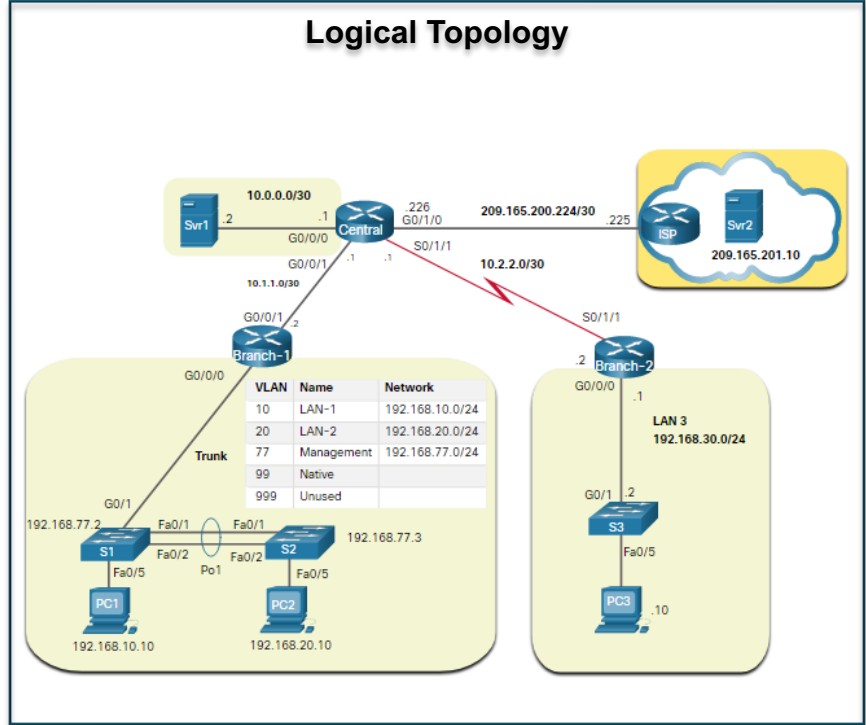 Logical Topology
10.0.0.0/30
.2
.1
Svr1
G0/0/0
Central
.226
G0/1/0
209.165.200.224/30
.225
ISP
Svr2
209.165.201.10
S0/1/1
G0/0/1
.1
.1
10.2.2.0/30
10.1.1.0/30
G0/0/1
.2
Branch-1
S0/1/1
.2
Branch-2
G0/0/0
.1
G0/0/0
VLAN Name Network
10 LAN-1 192.168.10.0/24
20 LAN-2 192.168.20.0/24
77 Management 192.168.77.0/24
99 Native
999 Unused
Trunk
LAN 3
192.168.30.0/24
G0/1
192.168.77.2
Fa0/1
Fa0/1
S1
Fa0/2
Fa0/2
S2
192.168.77.3
Po1
Fa0/5
Fa0/5
PC1
PC2
192.168.10.10
192.168.20.10
G0/1
.2
S3
Fa0/5
PC3
.10